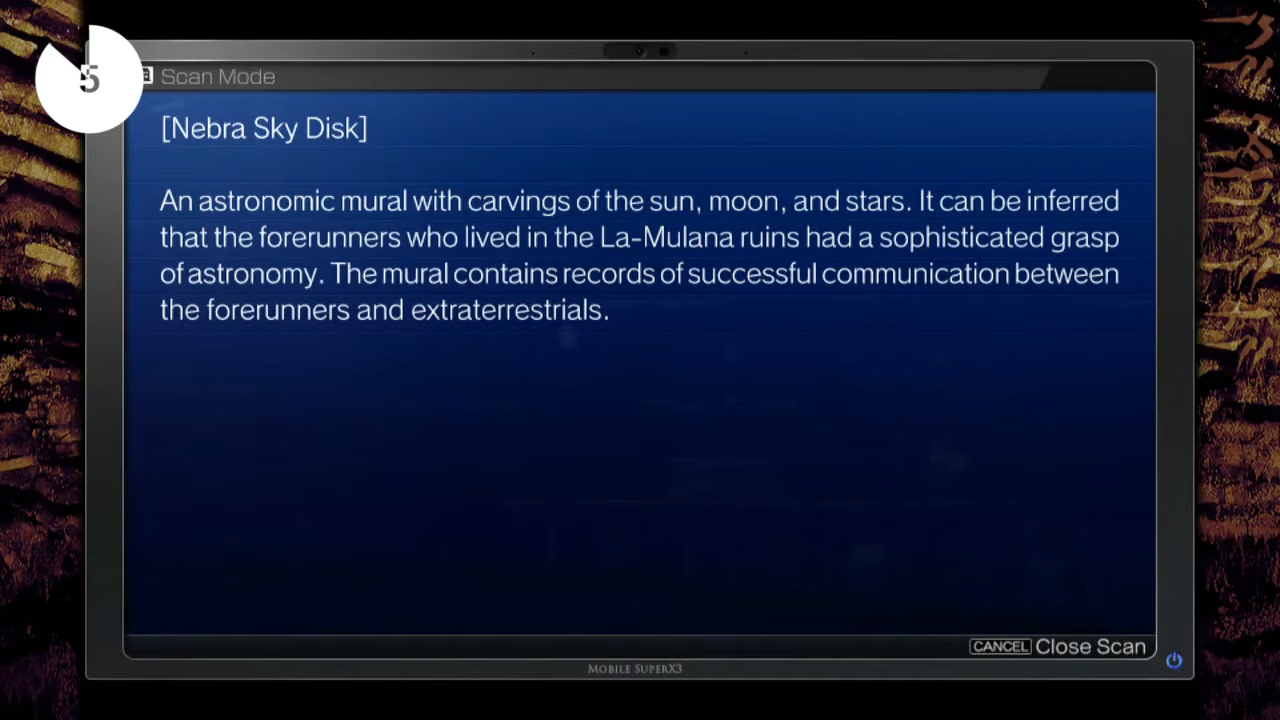 5
Scan Mode
[Nebra Sky Disk]
An astronomic mural with carvings of the sun, moon, and stars. It can be inferred
that the forerunners who lived in the La-Mulana ruins had a sophisticated grasp
of astronomy. The mural contains records of successful communication between
the forerunners and extraterrestrials.
CANCEL Close Scan
MOBILE SUPERX3